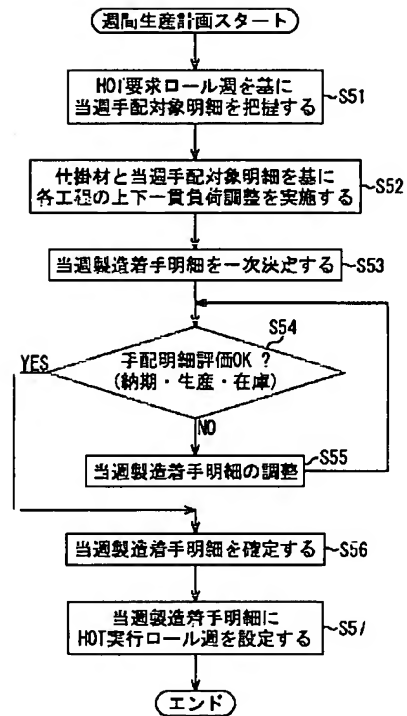 週間生産計画スタート
HOT要求ロール週を基に
当週手配対象明細を把握する
S51
仕掛材と当週手配対象明細を基に
各工程の上下一貫負荷調整を実施する
S52
当週製造着手明細を一次決定する
S53
S54
手配明細評価OK ?
(納期・生産・在庫)
YES
NO
当週製造着手明細の調整
S55
当週製造着手明細を確定する
S56
当週製造着手明細に
HOT実行ロール週を設定する
S57
エンド